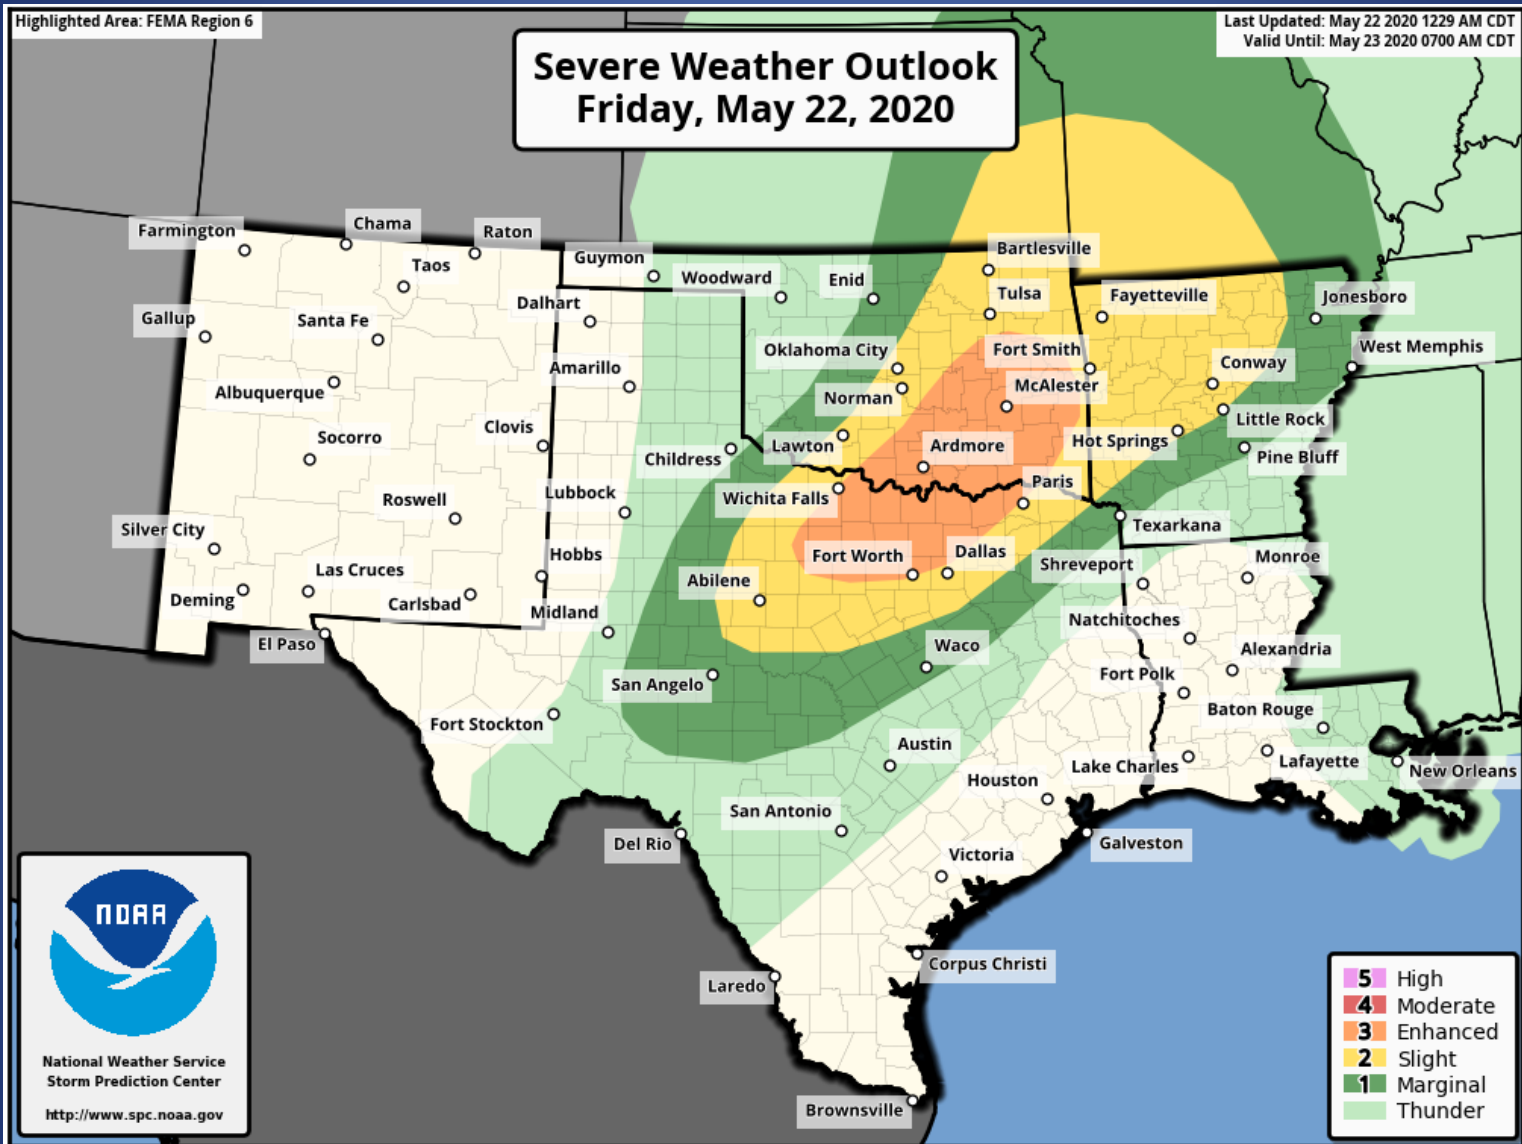 Highlighted Area: FEMA Region 6
Last Updated: May 22 2020 1229 AM CDT
Valid Until: May 23 2020 0700 AM CDT
Severe Weather Outlook
Friday, May 22, 2020
Farmington
Chama
Raton
Taos
Guymon
Woodward
Enid
Bartlesville
Tulsa
Fayetteville
Jonesboro
Dalhart
Gallup
Santa Fe
Oklahoma City
Fort Smith
West Memphis
Amarillo
Conway
Albuquerque
Norman
McAlester
Little Rock
Socorro
Clovis
Childress
Lawton
Ardmore
Hot Springs
Pine Bluff
Roswell
Lubbock
Wichita Falls
Paris
Silver City
Texarkana
Hobbs
Fort Worth
Dallas
Shreveport
Monroe
Las Cruces
Deming
Carlsbad
Midland
Abilene
Natchitoches
El Paso
Waco
Alexandria
San Angelo
Fort Polk
Fort Stockton
Baton Rouge
Austin
Lake Charles
Lafayette
New Orleans
Houston
San Antonio
Del Rio
Galveston
Victoria
Corpus Christi
Laredo
Brownsville
NOAA
National Weather Service
Storm Prediction Center
http://www.spc.noaa.gov
5 High
4 Moderate
3 Enhanced
2 Slight
1 Marginal
Thunder